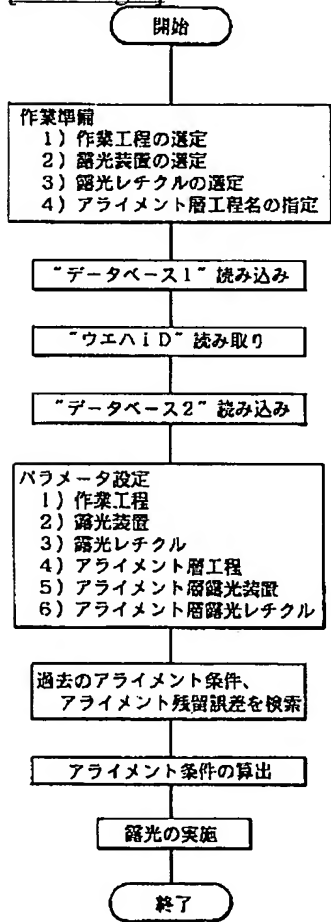 開始
作業準備
1) 作業工程の選定
2) 露光装置の選定
3) 露光レチクルの選定
4) アライメント層工程名の指定
"データベース1" 読み込み
"ウエハiD" 読み取り
"データベース2" 読み込み
パラメータ設定
1) 作業工程
2) 露光装置
3) 露光レチクル
4) アライメント層工程
5) アライメント層露光装置
6) アライメント層露光レチクル
過去のアライメント条件、
アライメント残留誤差を検索
アライメント条件の算出
露光の実施
終了